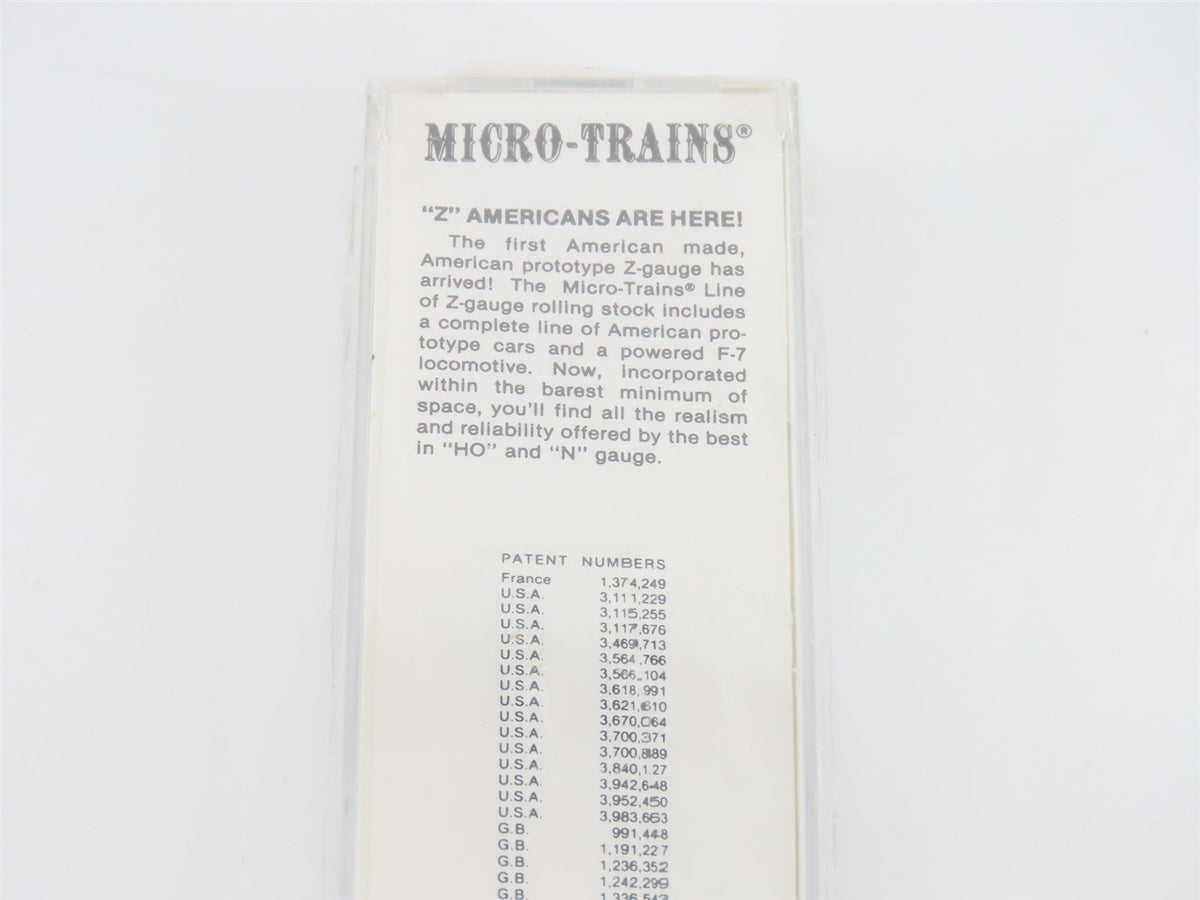 MICRO-TRAINS®
"Z" AMERICANS ARE HERE!
The first American made,
American prototype Z-gauge has
arrived! The Micro-Trains® Line
of Z-gauge rolling stock includes
a complete line of American pro-
totype cars and a powered F-7
locomotive. Now, incorporated
within the barest minimum of
space, you'll find all the realism
and reliability offered by the best
in "HO" and "N" gauge.
PATENT NUMBERS
France 1,374,249
U.S.A. 3,111,229
U.S.A. 3,115,255
U.S.A. 3,117,676
U.S.A. 3,469,713
U.S.A. 3,564,766
U.S.A. 3,566,104
U.S.A. 3,618,991
U.S.A. 3,621,610
U.S.A. 3,670,064
U.S.A. 3,700,371
U.S.A. 3,700,889
U.S.A. 3,840,127
U.S.A. 3,942,648
U.S.A. 3,952,450
U.S.A. 3,983,663
G.B. 991,448
G.B. 1,191,227
G.B. 1,236,352
G.B. 1,242,299
G.B. 1,336,543